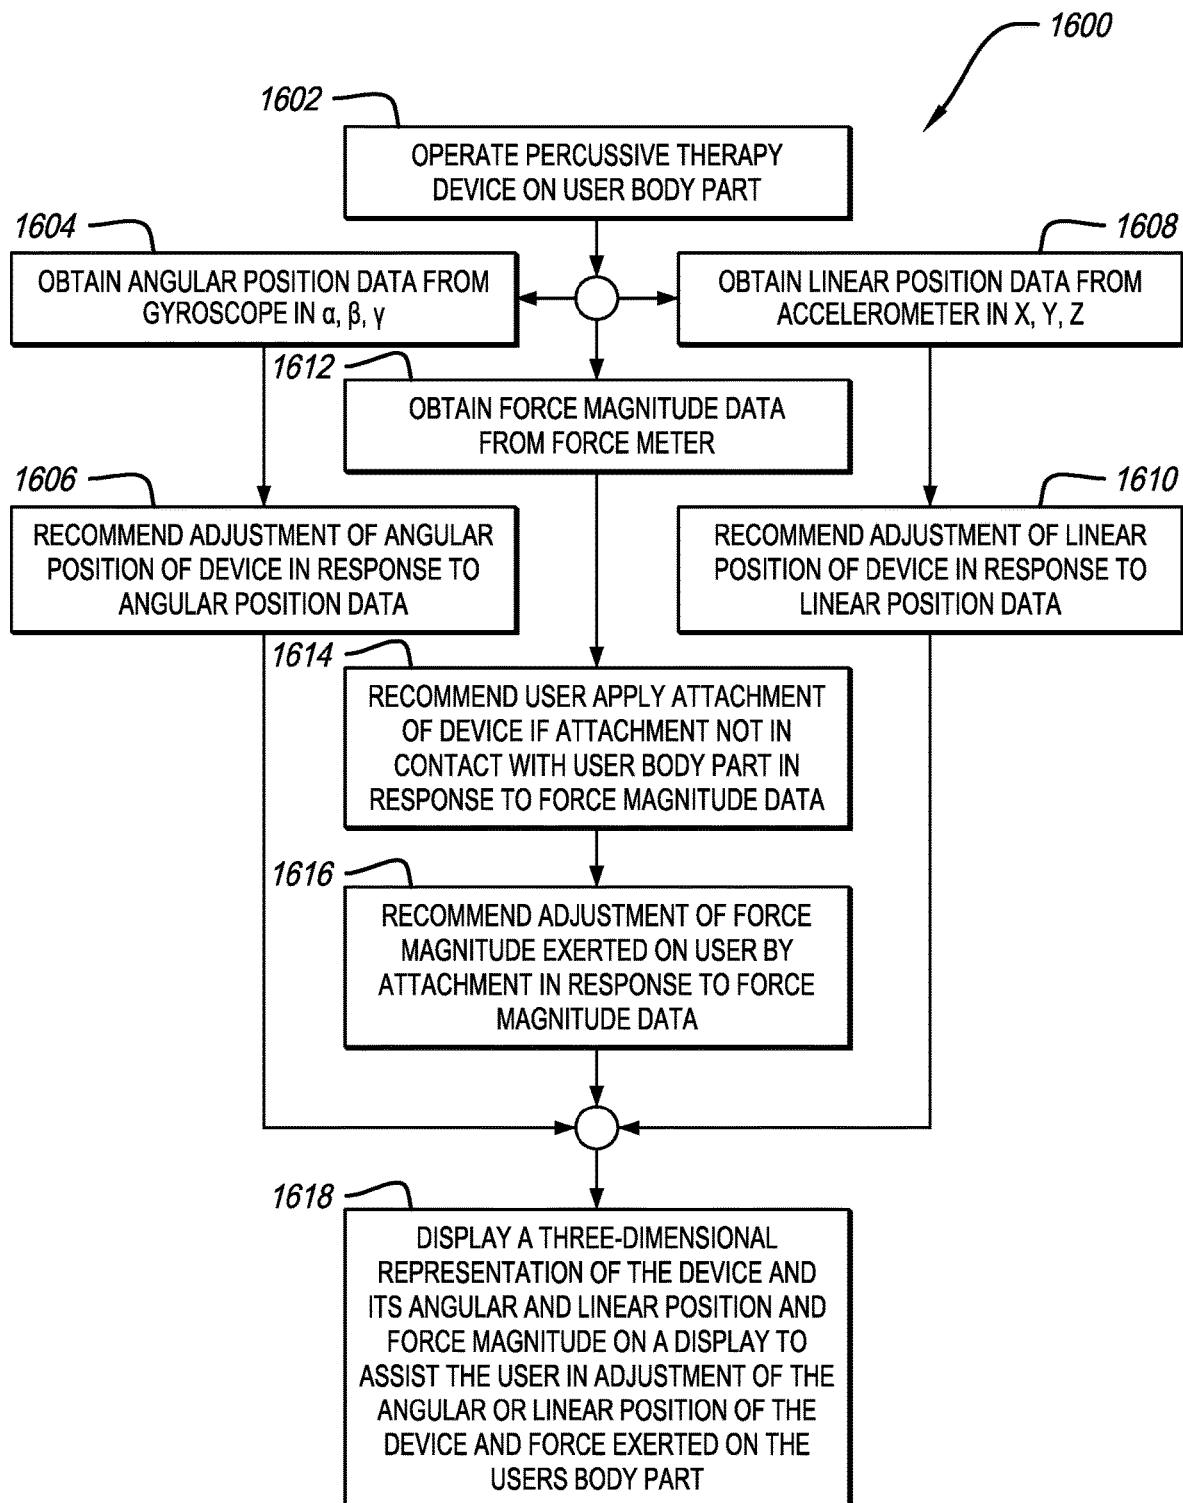 1600
1602
OPERATE PERCUSSIVE THERAPY
DEVICE ON USER BODY PART
1604
OBTAIN ANGULAR POSITION DATA FROM
GYROSCOPE IN α, β, γ
1608
OBTAIN LINEAR POSITION DATA FROM
ACCELEROMETER IN X, Y, Z
1612
OBTAIN FORCE MAGNITUDE DATA
FROM FORCE METER
1606
RECOMMEND ADJUSTMENT OF ANGULAR
POSITION OF DEVICE IN RESPONSE TO
ANGULAR POSITION DATA
1610
RECOMMEND ADJUSTMENT OF LINEAR
POSITION OF DEVICE IN RESPONSE TO
LINEAR POSITION DATA
1614
RECOMMEND USER APPLY ATTACHMENT
OF DEVICE IF ATTACHMENT NOT IN
CONTACT WITH USER BODY PART IN
RESPONSE TO FORCE MAGNITUDE DATA
1616
RECOMMEND ADJUSTMENT OF FORCE
MAGNITUDE EXERTED ON USER BY
ATTACHMENT IN RESPONSE TO FORCE
MAGNITUDE DATA
1618
DISPLAY A THREE-DIMENSIONAL
REPRESENTATION OF THE DEVICE AND
ITS ANGULAR AND LINEAR POSITION AND
FORCE MAGNITUDE ON A DISPLAY TO
ASSIST THE USER IN ADJUSTMENT OF THE
ANGULAR OR LINEAR POSITION OF THE
DEVICE AND FORCE EXERTED ON THE
USERS BODY PART